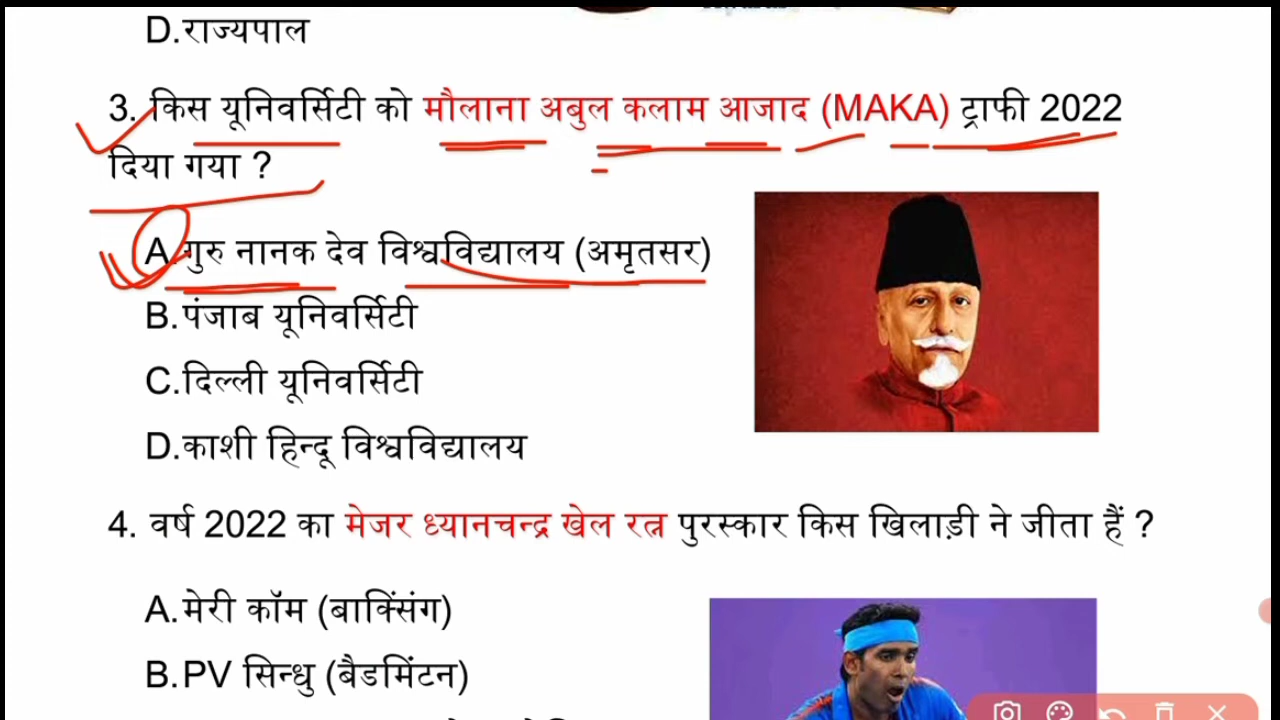 D.राज्यपाल
3. किस यूनिवर्सिटी को मौलाना अबुल कलाम आजाद (MAKA) ट्राफी 2022
दिया गया ?
A.गुरु नानक देव विश्वविद्यालय (अमृतसर)
B.पंजाब यूनिवर्सिटी
C.दिल्ली यूनिवर्सिटी
D.काशी हिन्दू विश्वविद्यालय
4. वर्ष 2022 का मेजर ध्यानचन्द्र खेल रत्न पुरस्कार किस खिलाड़ी ने जीता हैं ?
A.मेरी कॉम (बाक्सिंग)
B.PV सिन्धु (बैडमिंटन)